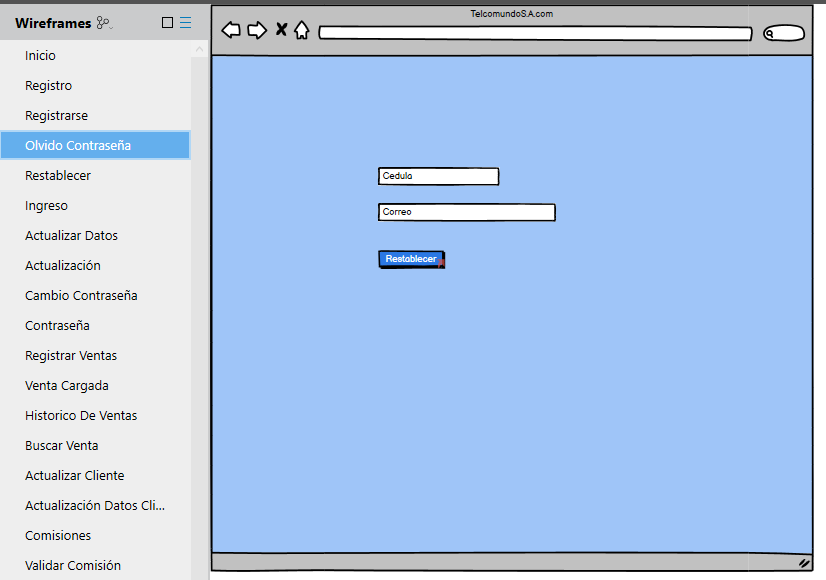 Wireframes
Inicio
Registro
Registrarse
Olvido Contraseña
Restablecer
Ingreso
Actualizar Datos
Actualización
Cambio Contraseña
Contraseña
Registrar Ventas
Venta Cargada
Historico De Ventas
Buscar Venta
Actualizar Cliente
Actualización Datos Cli...
Comisiones
Validar Comisión
TelcomundoS.A.com
Cedula
Correo
Restablecer